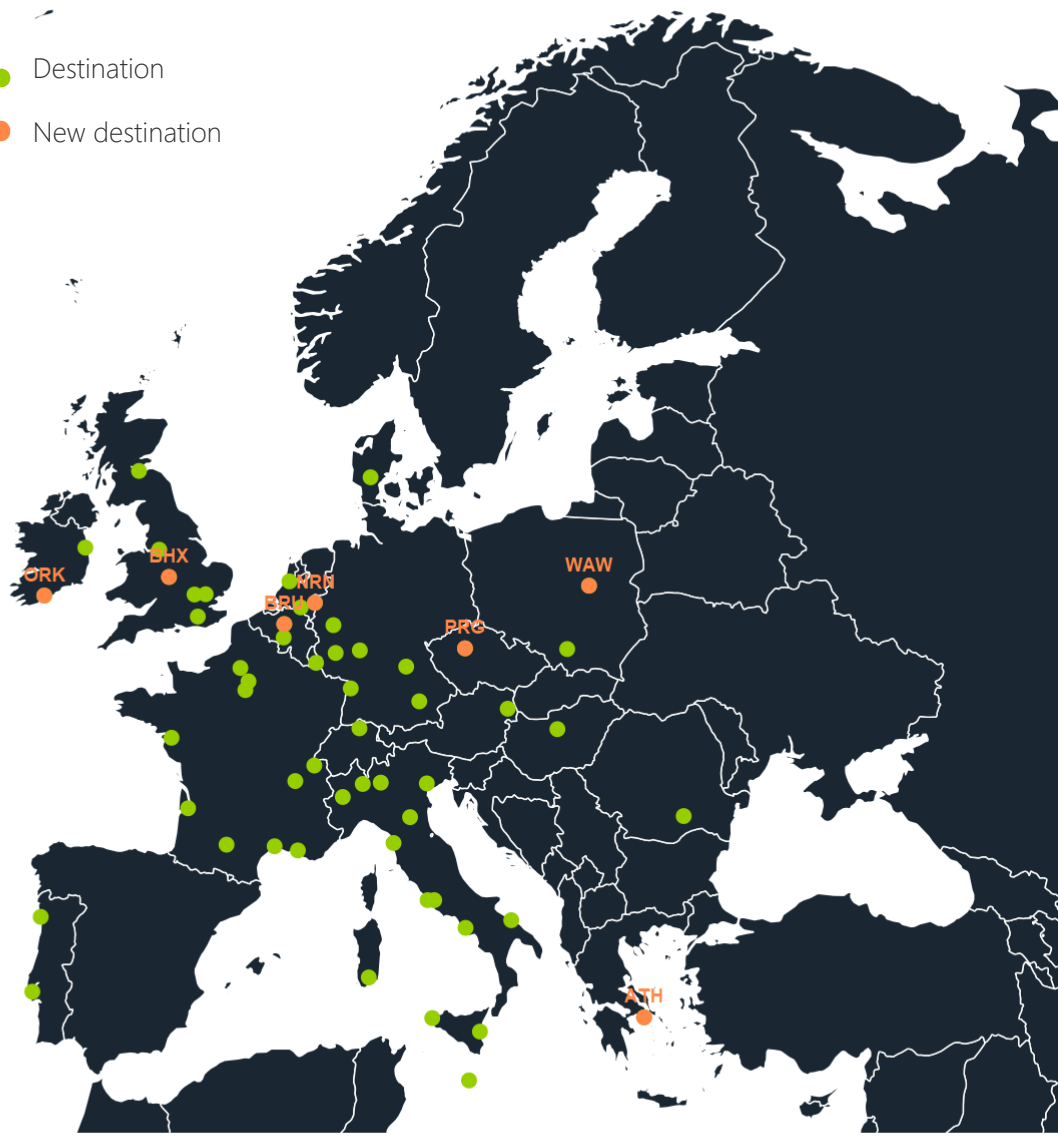 Destination
New destination
BHX
WAW
ORK
NRN
BRU
PRG
ATH